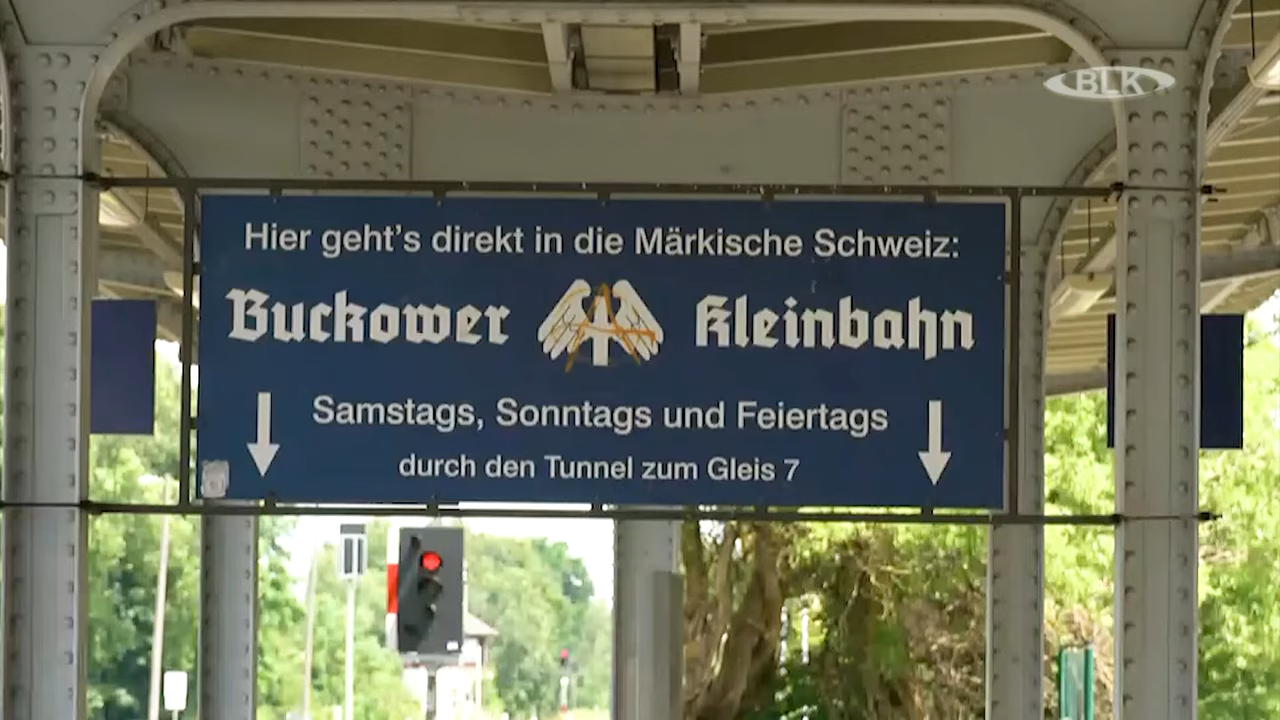 BLK
Hier geht's direkt in die Märkische Schweiz:
Buckower Kleinbahn
Samstags, Sonntags und Feiertags
durch den Tunnel zum Gleis 7